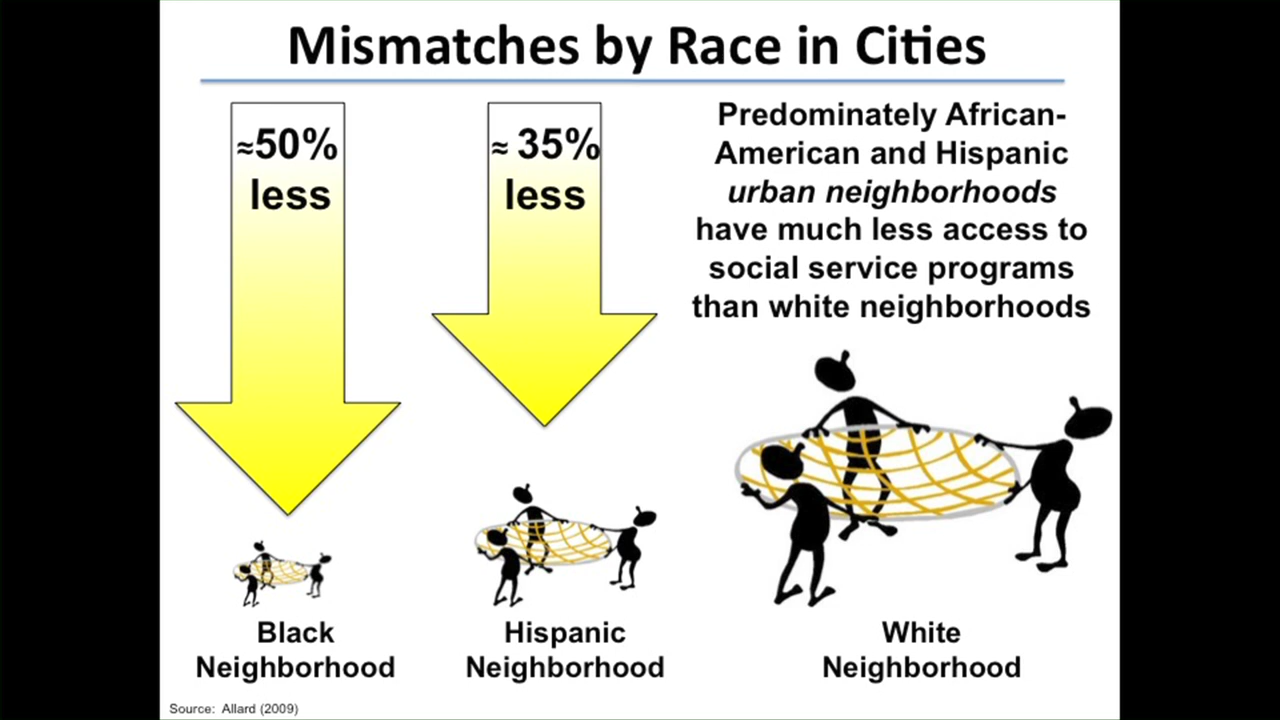 Mismatches by Race in Cities
≈50%
less
≈ 35%
less
Predominately African-
American and Hispanic
urban neighborhoods
have much less access to
social service programs
than white neighborhoods
Black
Neighborhood
Hispanic
Neighborhood
White
Neighborhood
Source: Allard (2009)